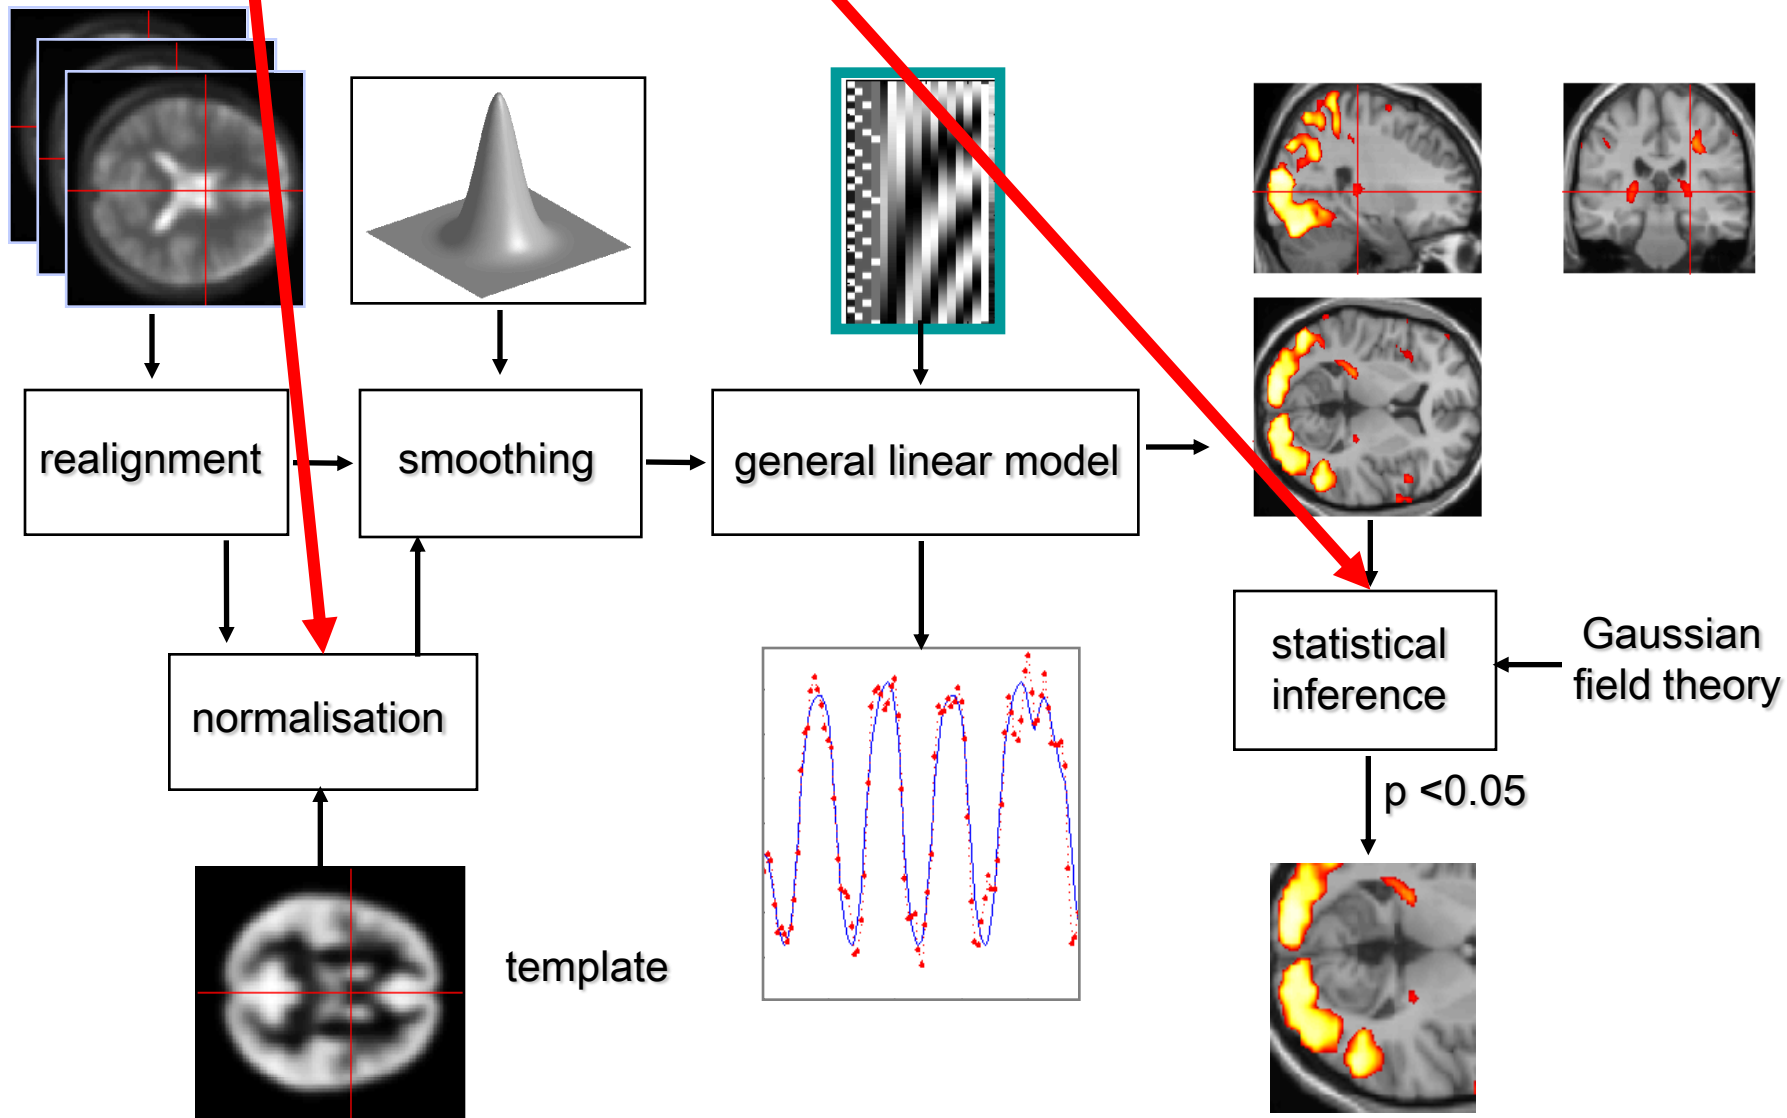 realignment
smoothing
general linear model
statistical
inference
Gaussian
field theory
normalisation
p <0.05
template